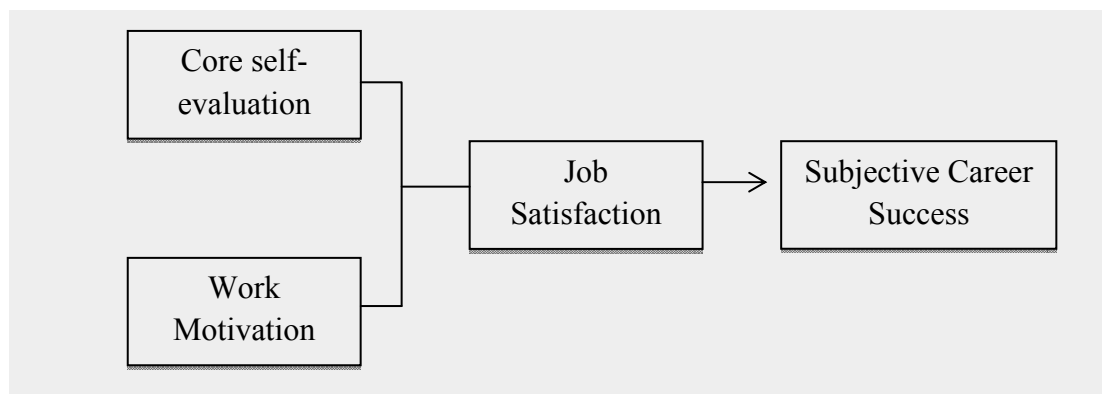 Core self-
evaluation
Job
Satisfaction
Subjective Career
Success
Work
Motivation